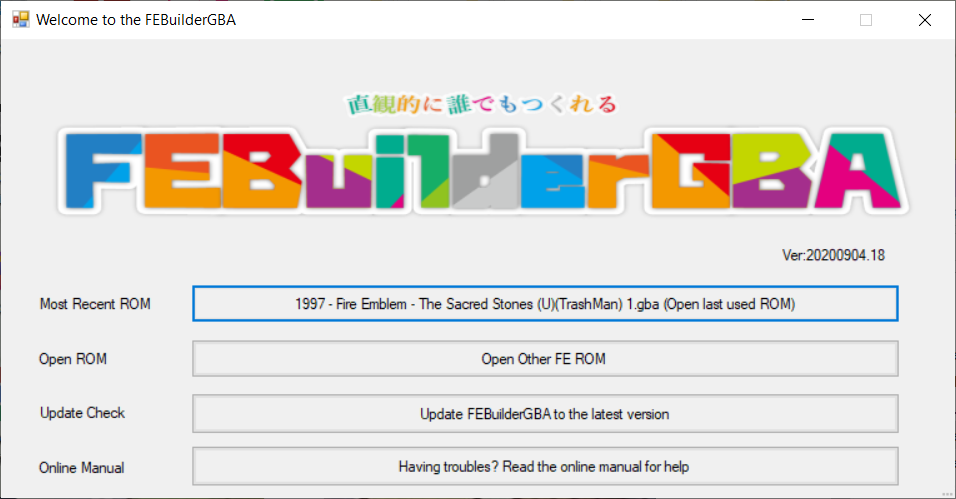 Welcome to the FEBuilderGBA
直観的に誰でもつくれる
FEBuilderGBA
Ver:20200904.18
Most Recent ROM
1997 - Fire Emblem - The Sacred Stones (U)(TrashMan) 1.gba (Open last used ROM)
Open ROM
Open Other FE ROM
Update Check
Update FEBuilderGBA to the latest version
Online Manual
Having troubles? Read the online manual for help